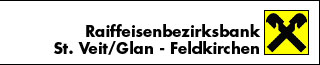 Raiffeisenbezirksbank
St. Veit/Glan - Feldkirchen